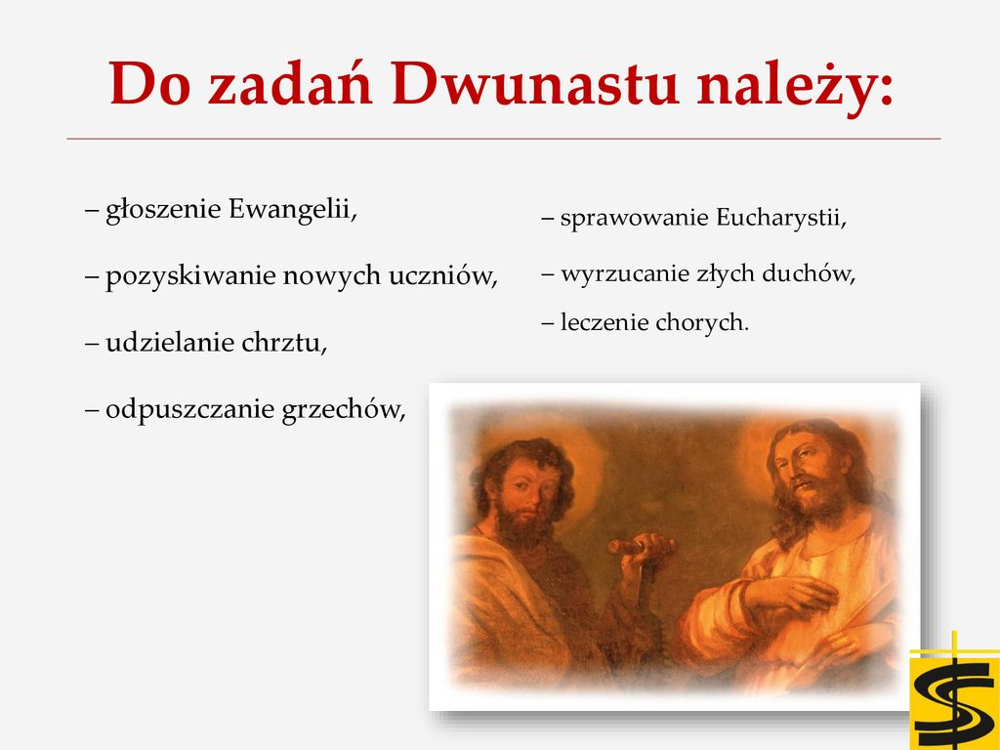 Do zadań Dwunastu należy:
– głoszenie Ewangelii,
– pozyskiwanie nowych uczniów,
– udzielanie chrztu,
– odpuszczanie grzechów,
– sprawowanie Eucharystii,
– wyrzucanie złych duchów,
– leczenie chorych.